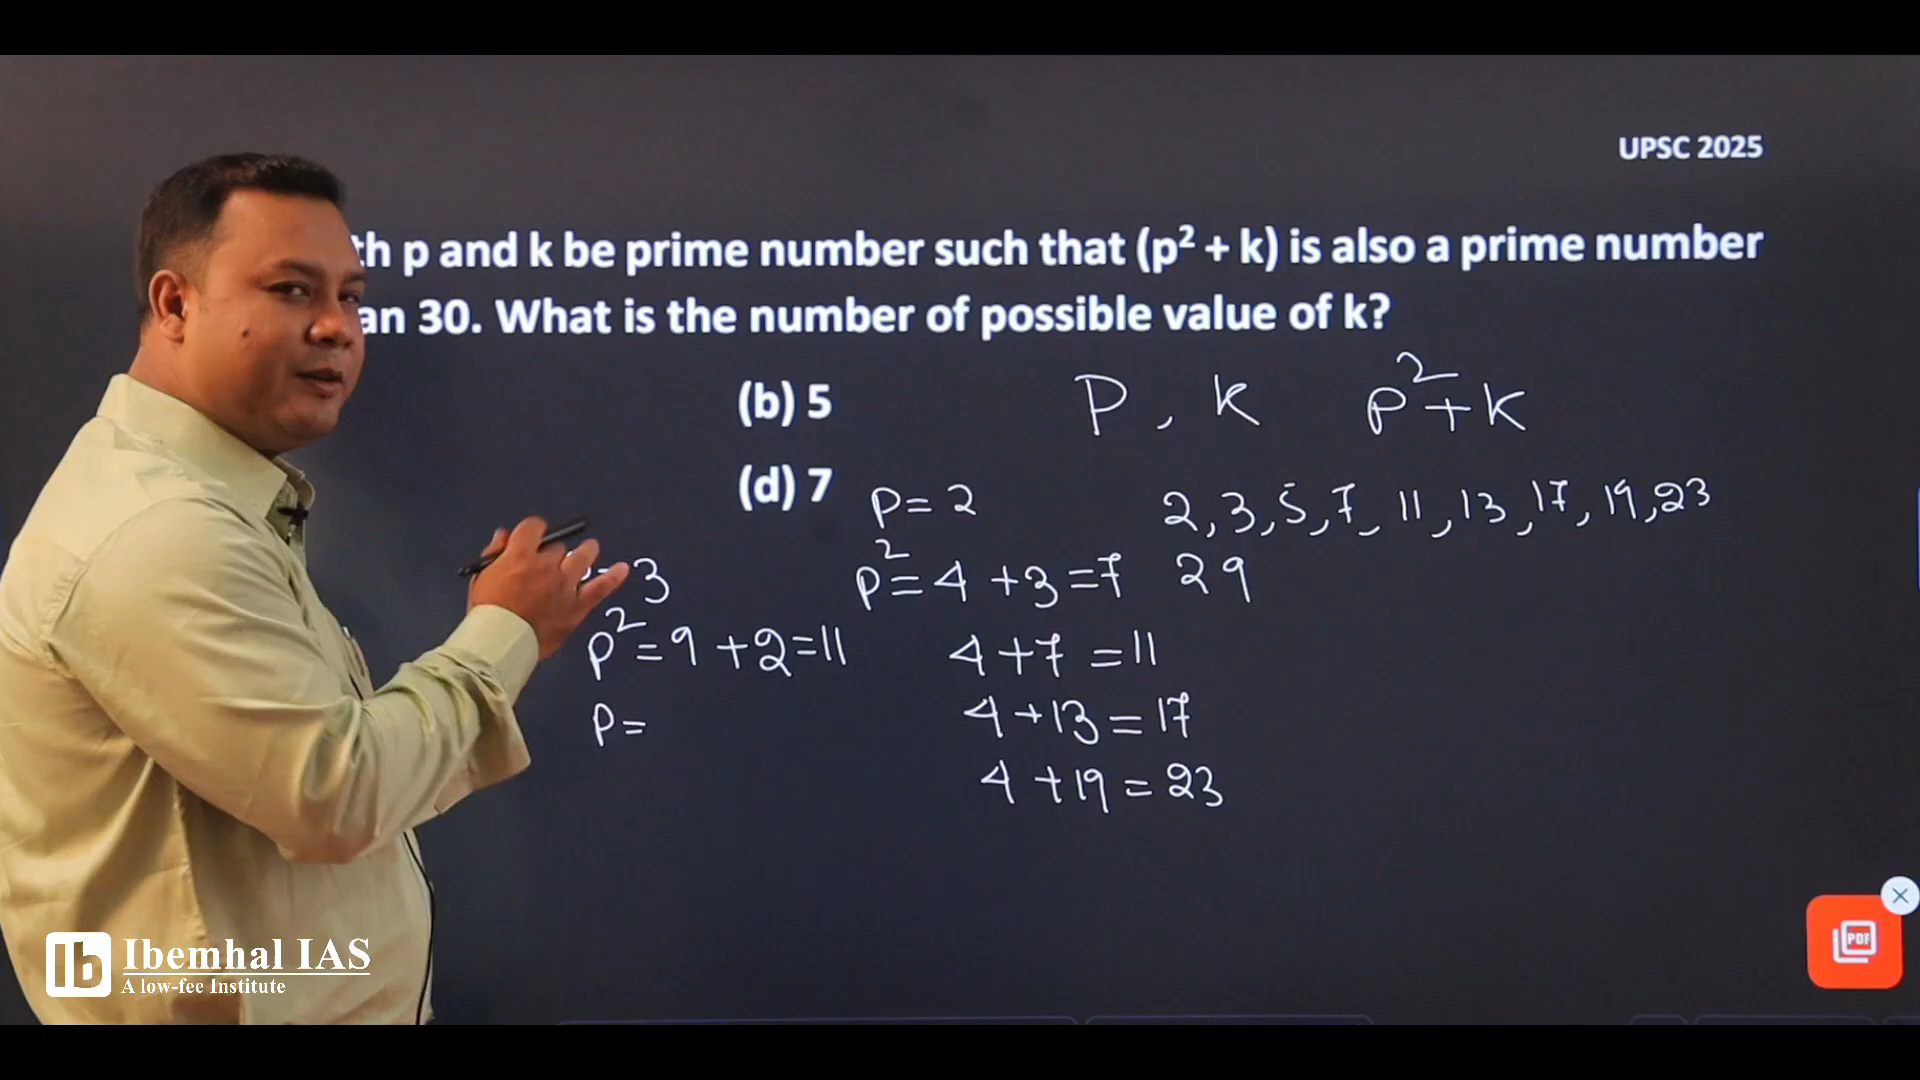 UPSC 2025
th p and k be prime number such that (p² + k) is also a prime number
an 30. What is the number of possible value of k?
(b) 5
P, K P²+K
(d) 7
P=2
2,3,5,7,11,13,17,19,23
29
=3
P²=4+3=7
P²=9+2=11
4+7=11
P=
4+13=17
4+19=23
PDF
Ib Ibemhal IAS
A low-fee Institute